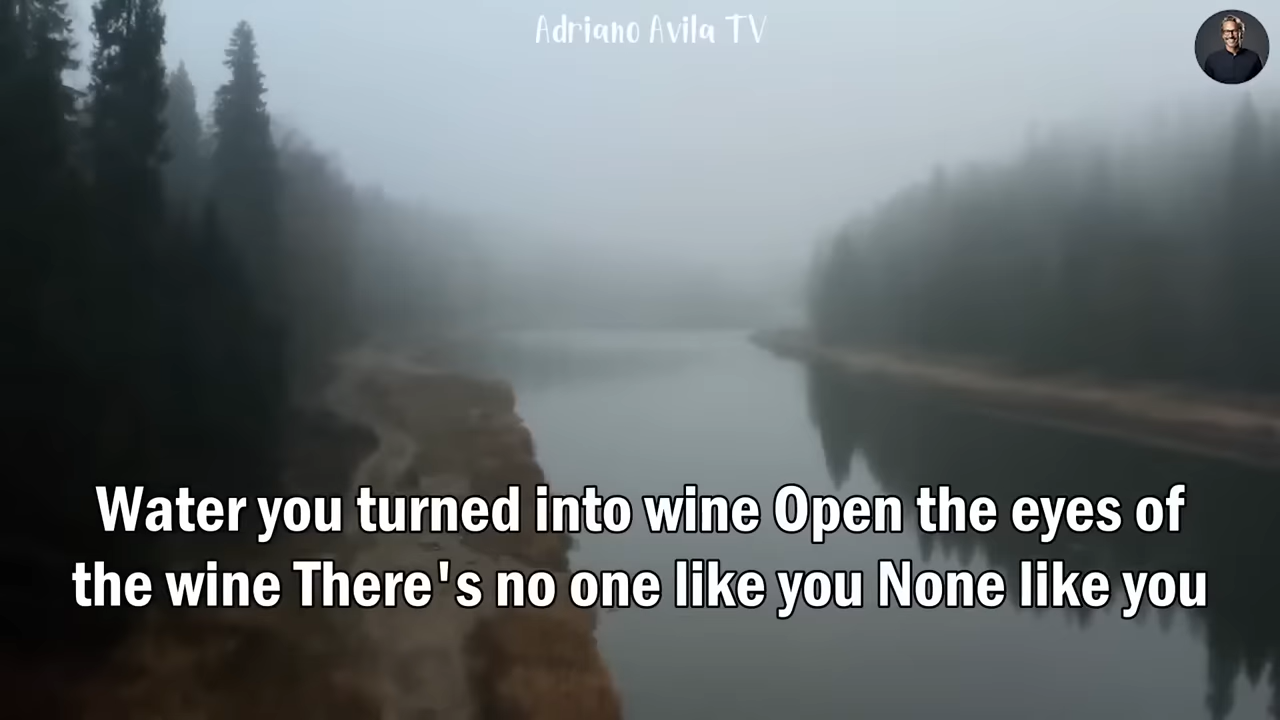 Adriano Avila TV
Water you turned into wine Open the eyes of
the wine There's no one like you None like you